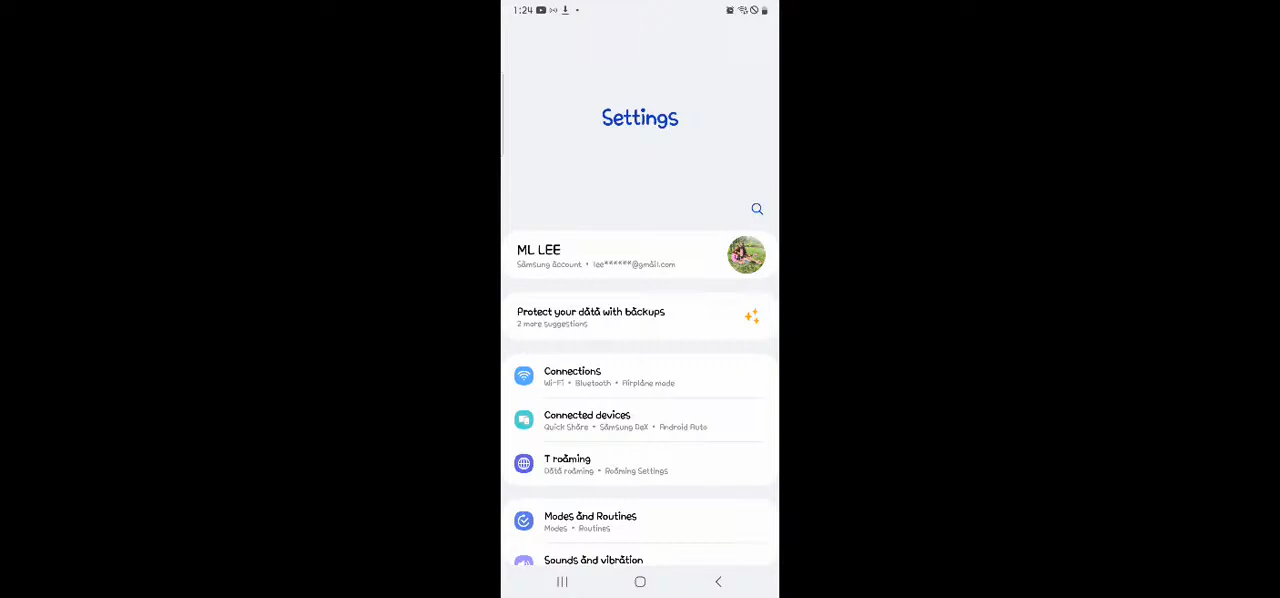 1:24
Settings
ML LEE
Samsung account • lee******@gmail.com
Protect your data with backups
2 more suggestions
Connections
Wi-Fi • Bluetooth • Airplane mode
Connected devices
Quick Share • Samsung DeX • Android Auto
T roaming
Data roaming • Roaming Settings
Modes and Routines
Modes • Routines
Sounds and vibration